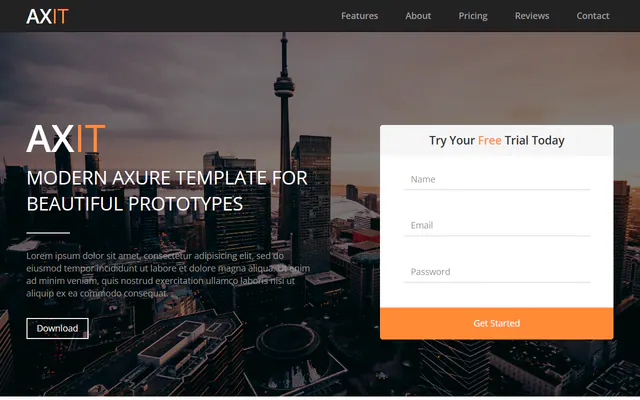 AXIT
Features
About
Pricing
Reviews
Contact
AXIT
MODERN AXURE TEMPLATE FOR
BEAUTIFUL PROTOTYPES
Lorem ipsum dolor sit amet, consectetur adipisicing elit, sed do
eiusmod tempor incididunt ut labore et dolore magna aliqua. Ut enim
ad minim veniam, quis nostrud exercitation ullamco laboris nisi ut
aliquip ex ea commodo consequat.
Download
Try Your Free Trial Today
Name
Email
Password
Get Started